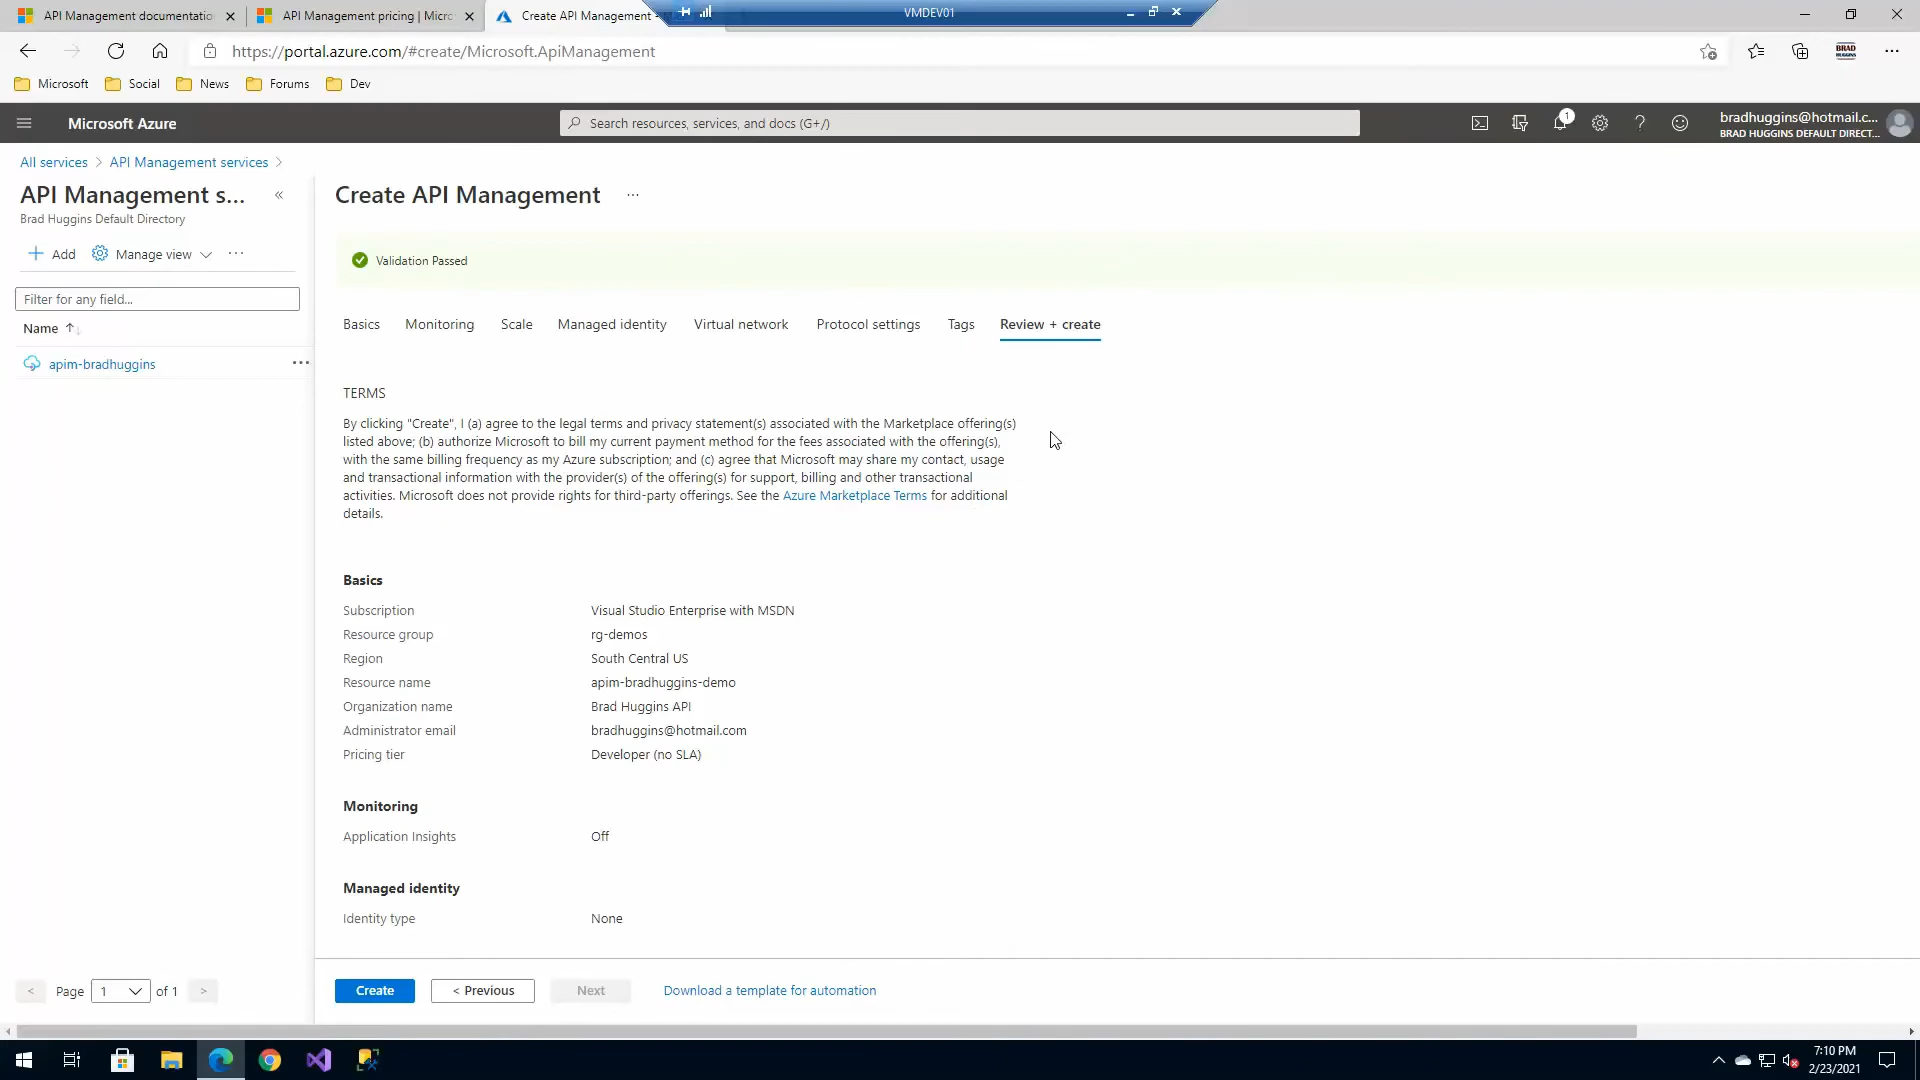 API Management documentatio
API Management pricing | Micro
Create API Management -
VMDEV01
https://portal.azure.com/#create/Microsoft.ApiManagement
BRAD
HUGGINS
Microsoft
Social
News
Forums
Dev
Microsoft Azure
Search resources, services, and docs (G+/)
1
bradhuggins@hotmail.c...
BRAD HUGGINS DEFAULT DIRECT...
All services > API Management services >
API Management s... «
Brad Huggins Default Directory
+ Add
Manage view
...
Filter for any field...
Name ↑↓
apim-bradhuggins ...
Page 1 of 1
Create API Management ...
Validation Passed
Basics Monitoring Scale Managed identity Virtual network Protocol settings Tags Review + create
TERMS
By clicking "Create", I (a) agree to the legal terms and privacy statement(s) associated with the Marketplace offering(s)
listed above; (b) authorize Microsoft to bill my current payment method for the fees associated with the offering(s),
with the same billing frequency as my Azure subscription; and (c) agree that Microsoft may share my contact, usage
and transactional information with the provider(s) of the offering(s) for support, billing and other transactional
activities. Microsoft does not provide rights for third-party offerings. See the Azure Marketplace Terms for additional
details.
Basics
Subscription Visual Studio Enterprise with MSDN
Resource group rg-demos
Region South Central US
Resource name apim-bradhuggins-demo
Organization name Brad Huggins API
Administrator email bradhuggins@hotmail.com
Pricing tier Developer (no SLA)
Monitoring
Application Insights Off
Managed identity
Identity type None
Create < Previous Next Download a template for automation
7:10 PM
2/23/2021